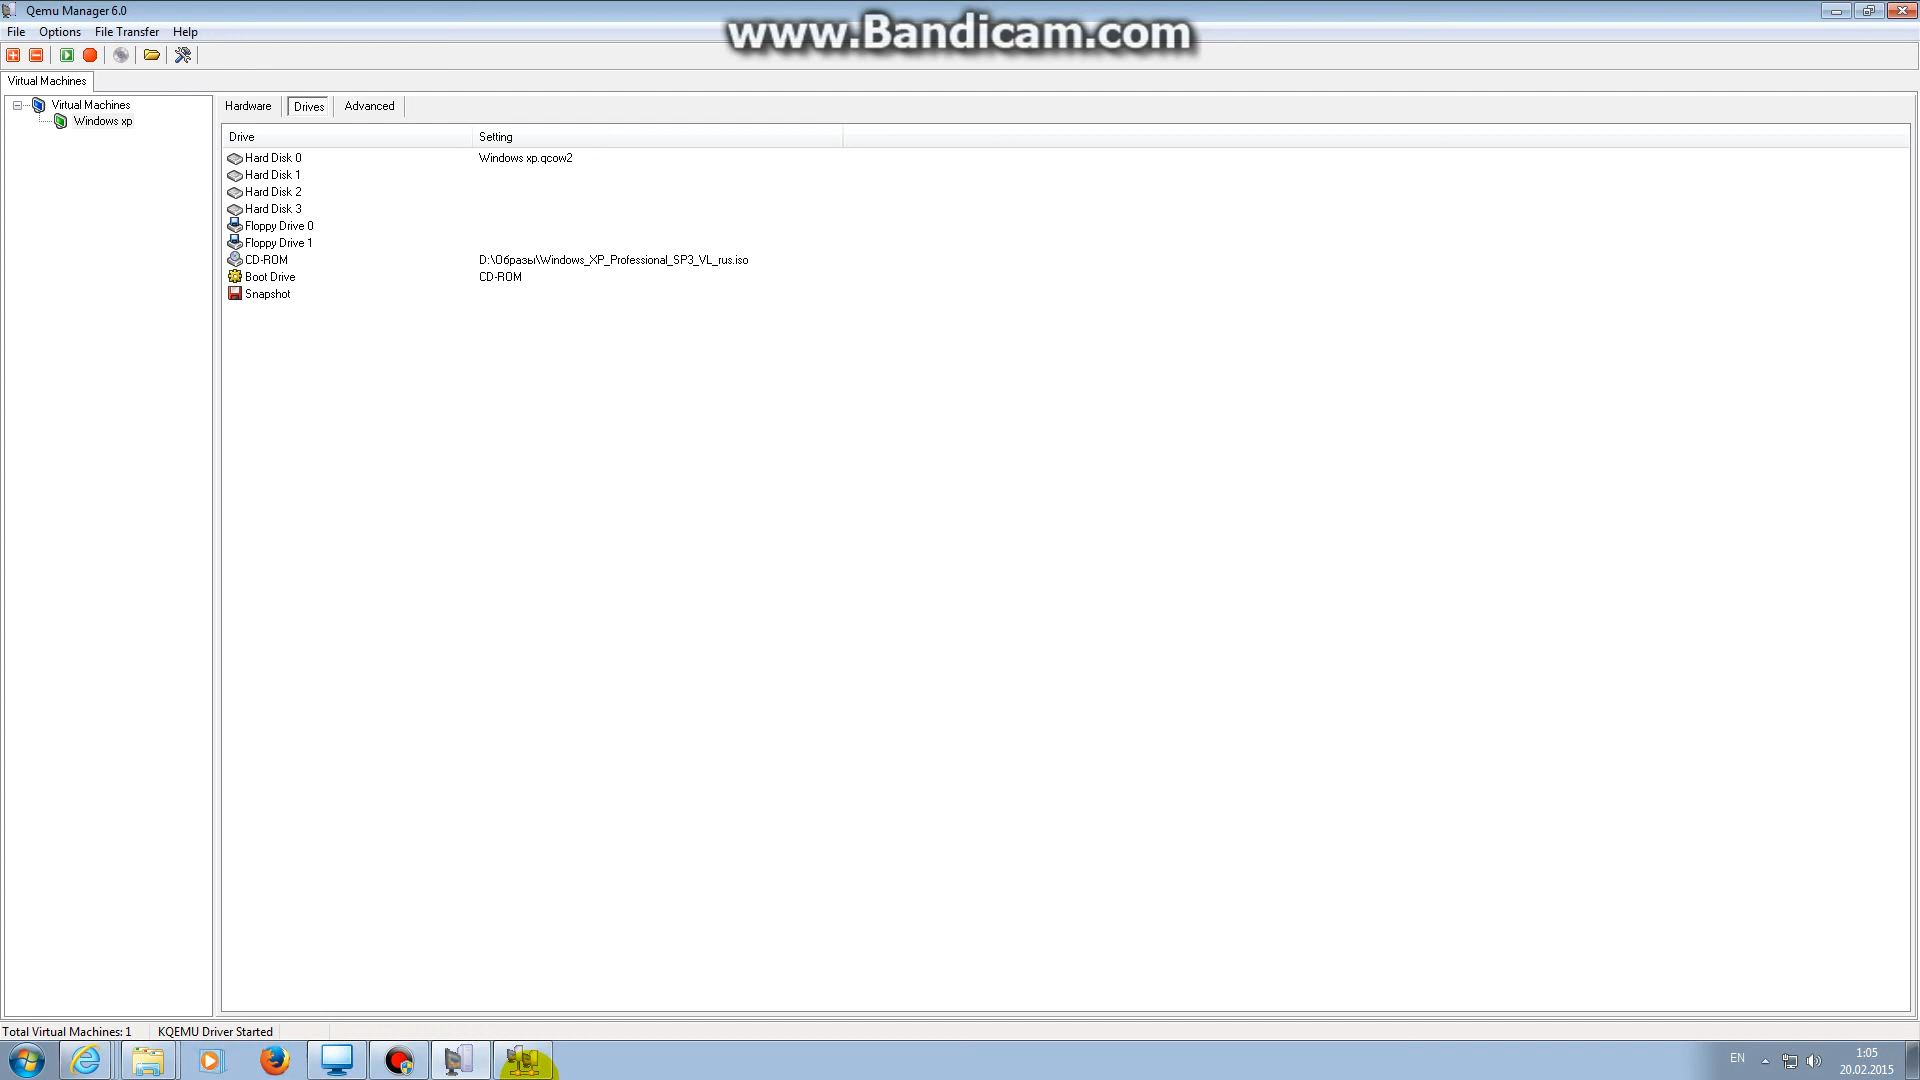 Qemu Manager 6.0
www.Bandicam.com
File Options File Transfer Help
Virtual Machines
Virtual Machines
Windows xp
Hardware Drives Advanced
Drive Setting
Hard Disk 0 Windows xp.qcow2
Hard Disk 1
Hard Disk 2
Hard Disk 3
Floppy Drive 0
Floppy Drive 1
CD-ROM D:\Образы\Windows_XP_Professional_SP3_VL_rus.iso
Boot Drive CD-ROM
Snapshot
Total Virtual Machines: 1 KQEMU Driver Started
EN 1:05
20.02.2015